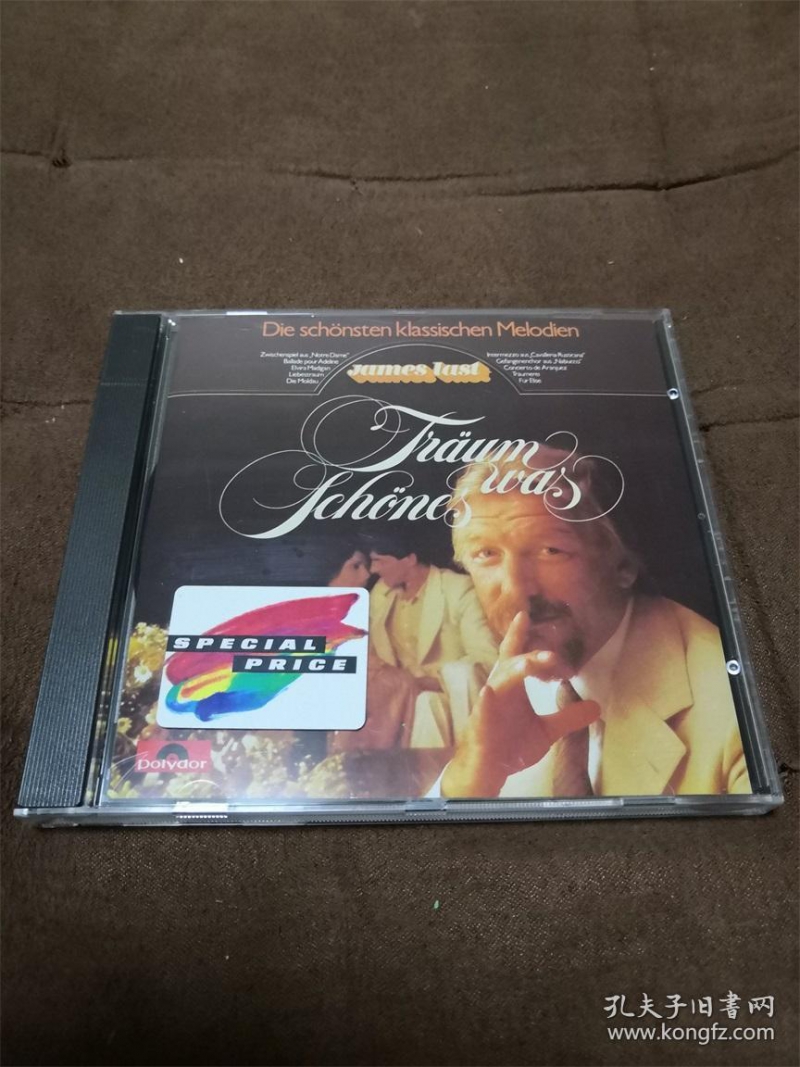 Die schönsten klassischen Melodien
Zwischenspiel aus „Notre Dame“
Ballade pour Adeline
Elvira Madigan
Liebestraum
Die Moldau
james last
Intermezzo aus „Cavalleria Rusticana“
Gefangenenchor aus „Nabucco“
Concierto de Aranjuez
Träumerei
Für Elise
Träum was
Schönes
SPECIAL
PRICE
polydor
孔夫子旧书网
www.kongfz.com